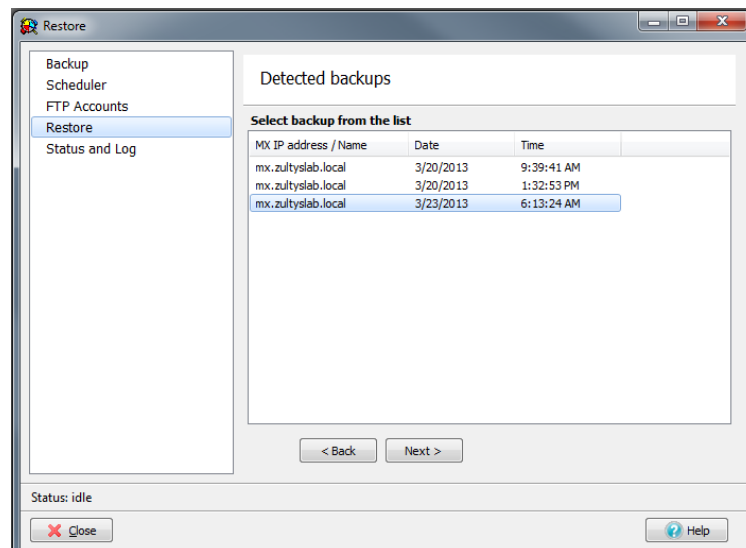 Restore
Backup
Scheduler
FTP Accounts
Restore
Status and Log
Detected backups
Select backup from the list
MX IP address / Name Date Time
mx.zultyslab.local 3/20/2013 9:39:41 AM
mx.zultyslab.local 3/20/2013 1:32:53 PM
mx.zultyslab.local 3/23/2013 6:13:24 AM
< Back Next >
Status: idle
Close Help